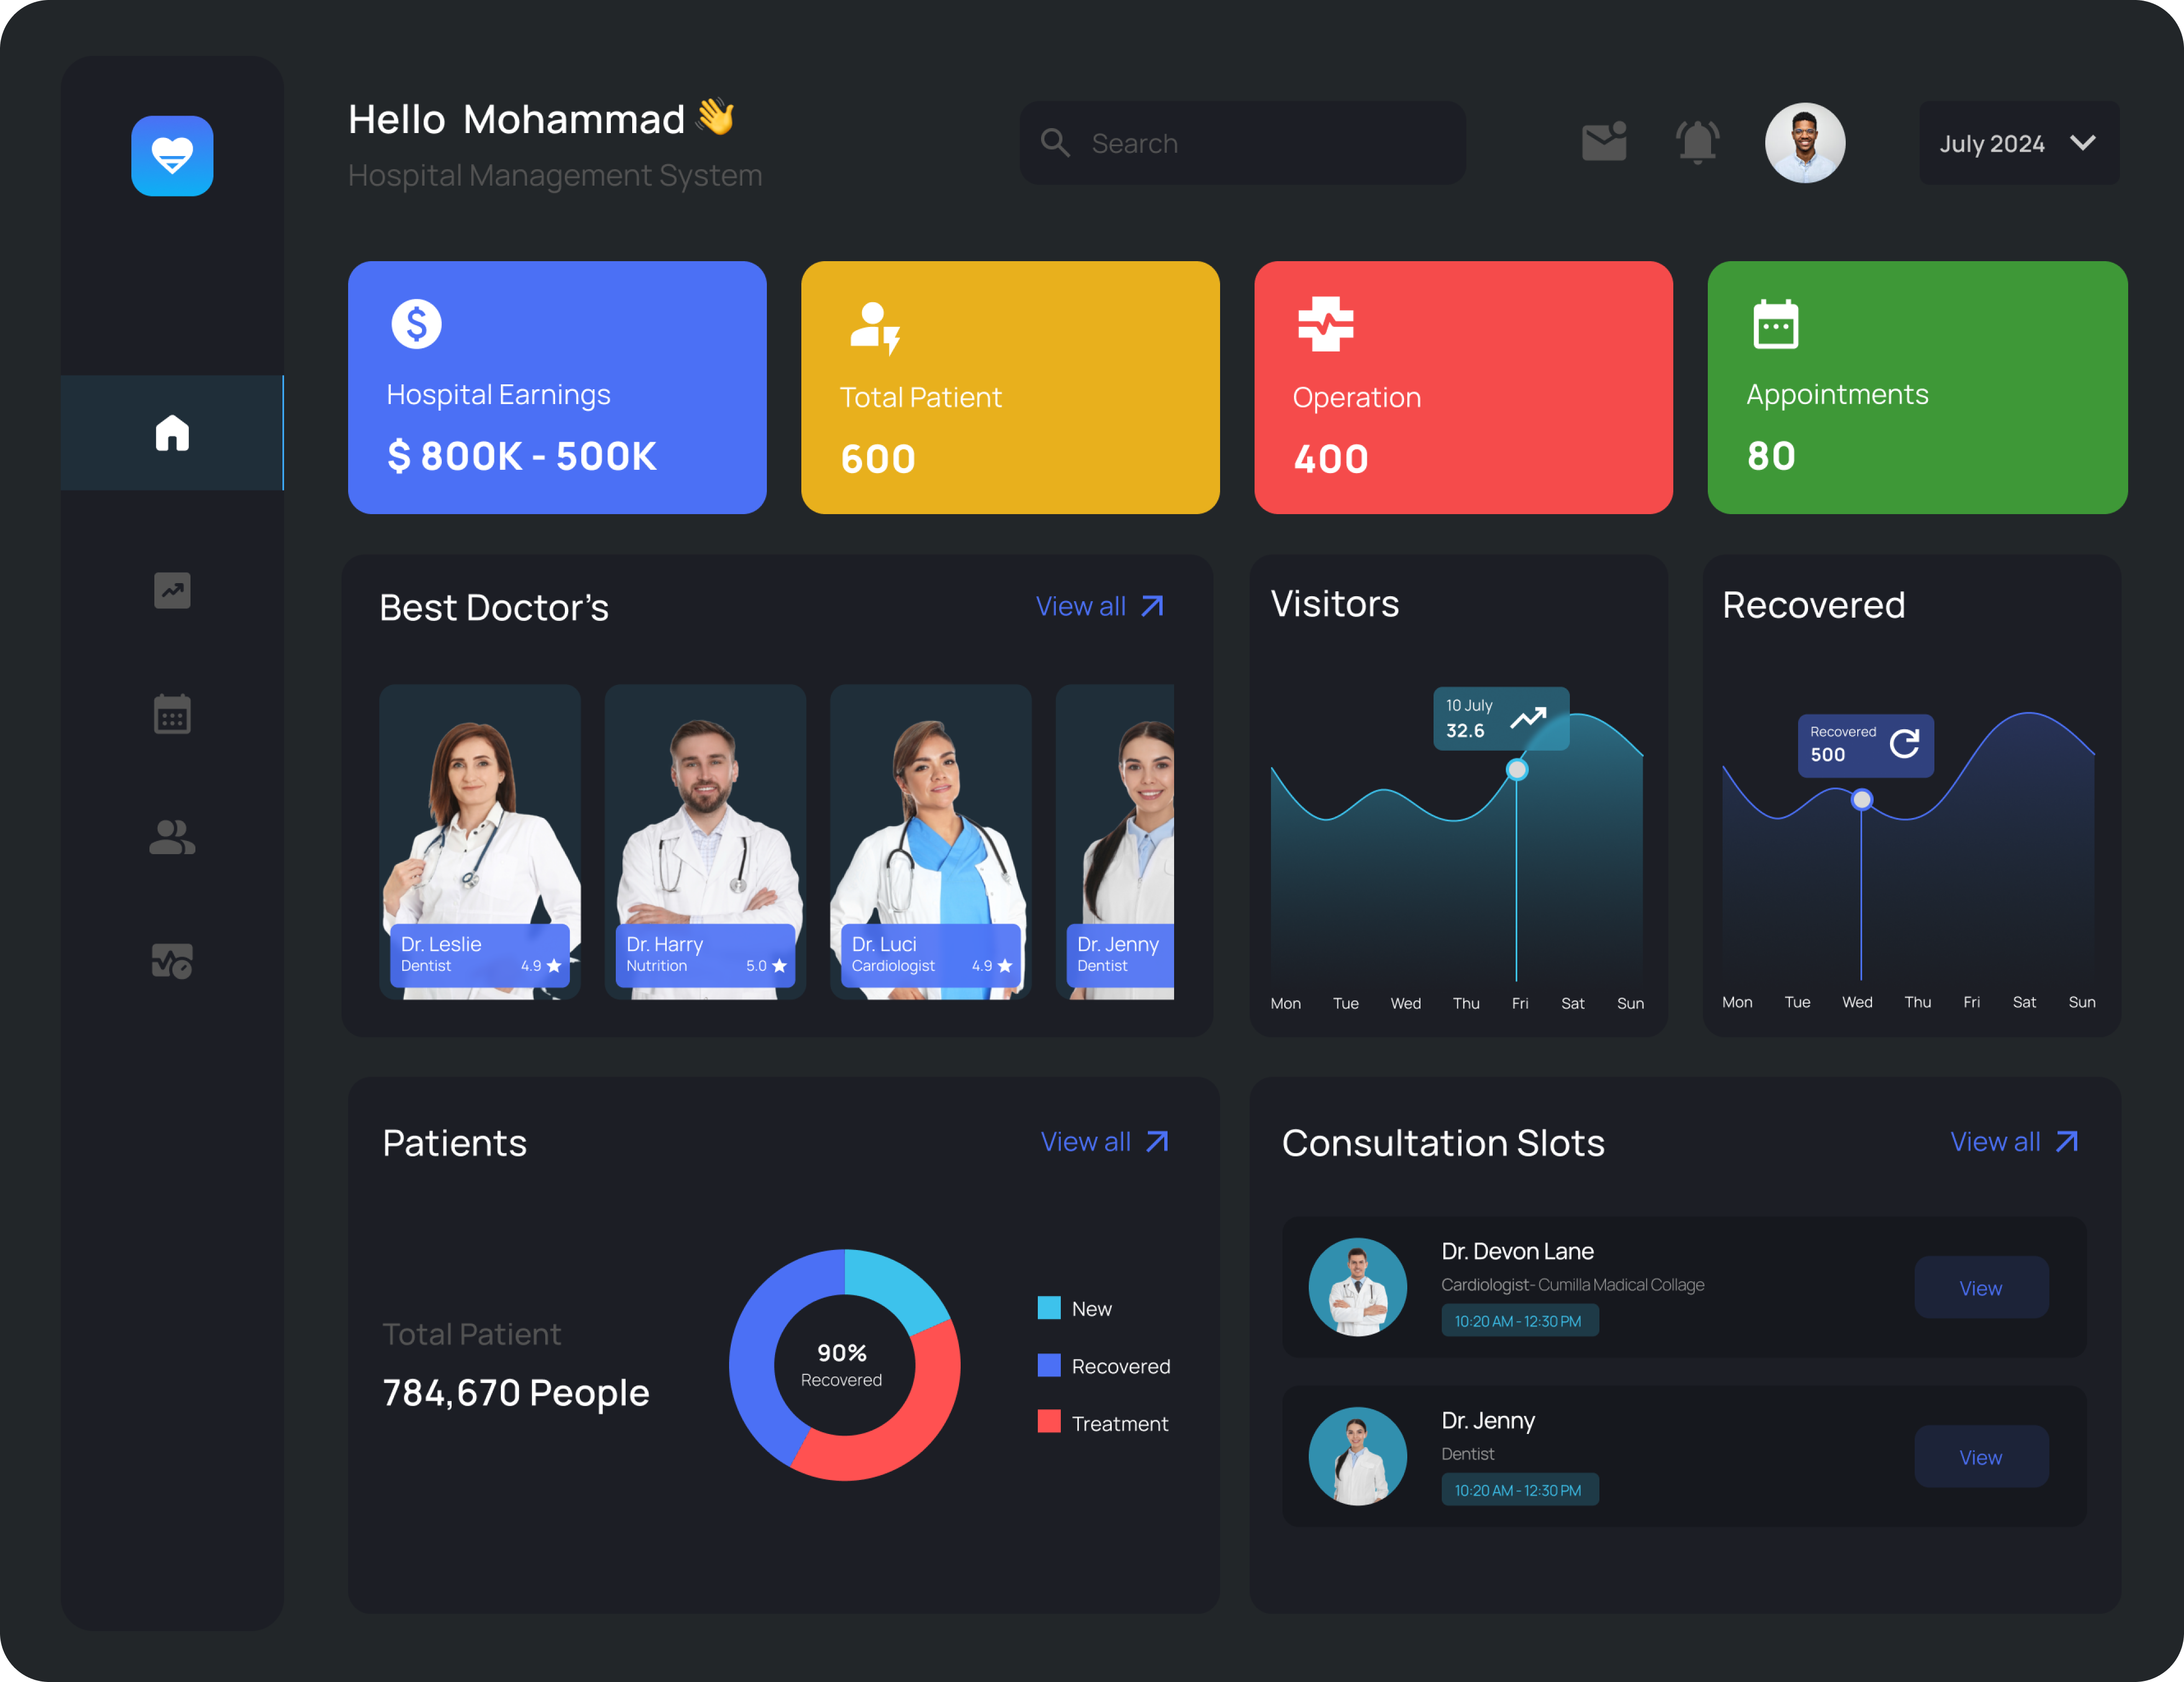 Hello Mohammad 👋
Hospital Management System
Search
July 2024
Hospital Earnings
$ 800K - 500K
Total Patient
600
Operation
400
Appointments
80
Best Doctor’s
View all
Dr. Leslie
Dentist 4.9
Dr. Harry
Nutrition 5.0
Dr. Luci
Cardiologist 4.9
Dr. Jenny
Dentist
Visitors
10 July
32.6
Mon Tue Wed Thu Fri Sat Sun
Recovered
Recovered
500
Mon Tue Wed Thu Fri Sat Sun
Patients
View all
Total Patient
784,670 People
90%
Recovered
New
Recovered
Treatment
Consultation Slots
View all
Dr. Devon Lane
Cardiologist- Cumilla Madical Collage
10:20 AM - 12:30 PM
View
Dr. Jenny
Dentist
10:20 AM - 12:30 PM
View